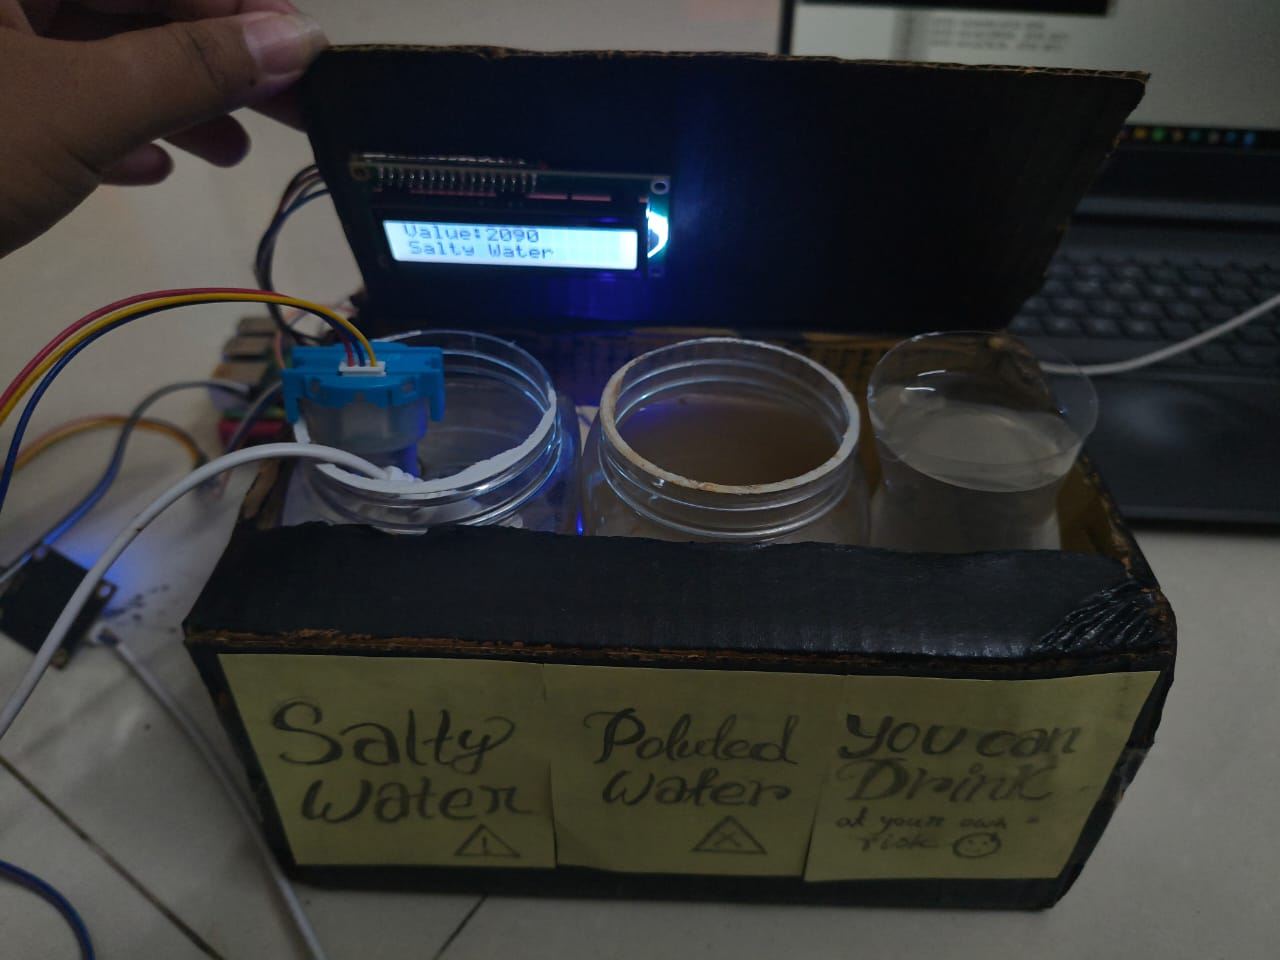 Value:2090
Salty Water
Salty
Water
Poluted
Water
You can
Drink
at your own
risk